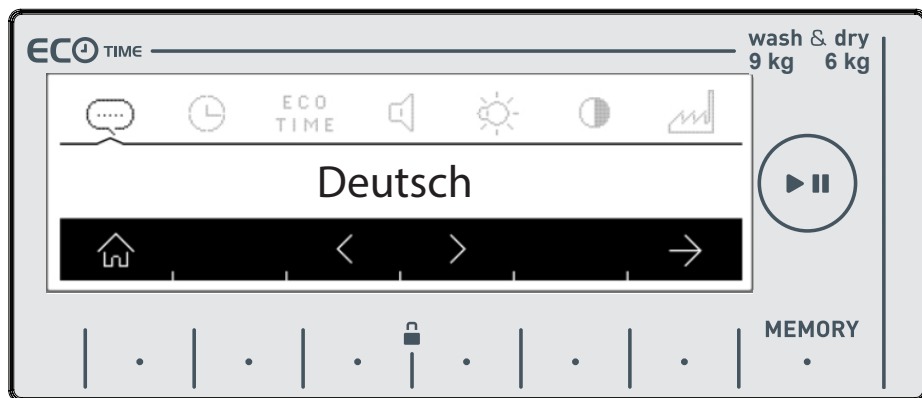 ECO TIME
wash & dry
9 kg 6 kg
ECO
TIME
Deutsch
MEMORY